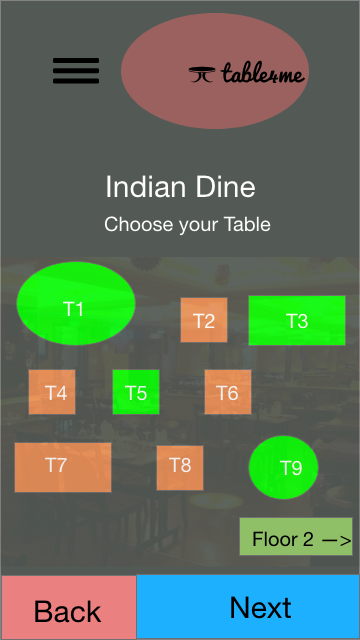 table4me
Indian Dine
Choose your Table
T1
T2
T3
T4
T5
T6
T7
T8
T9
Floor 2 —>
Back
Next